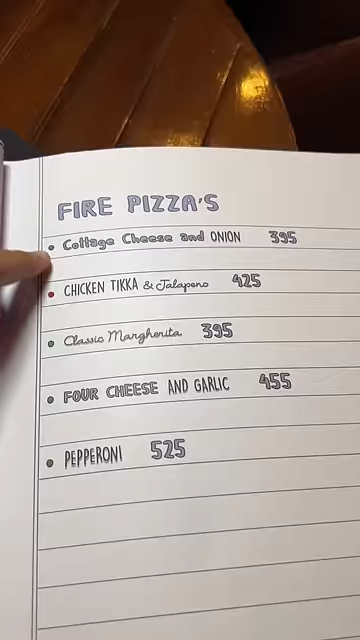 FIRE PIZZA'S
Cottage Cheese and ONION 395
CHICKEN TIKKA & Jalapeno 425
Classic Margherita 395
FOUR CHEESE AND GARLIC 455
PEPPERONI 525